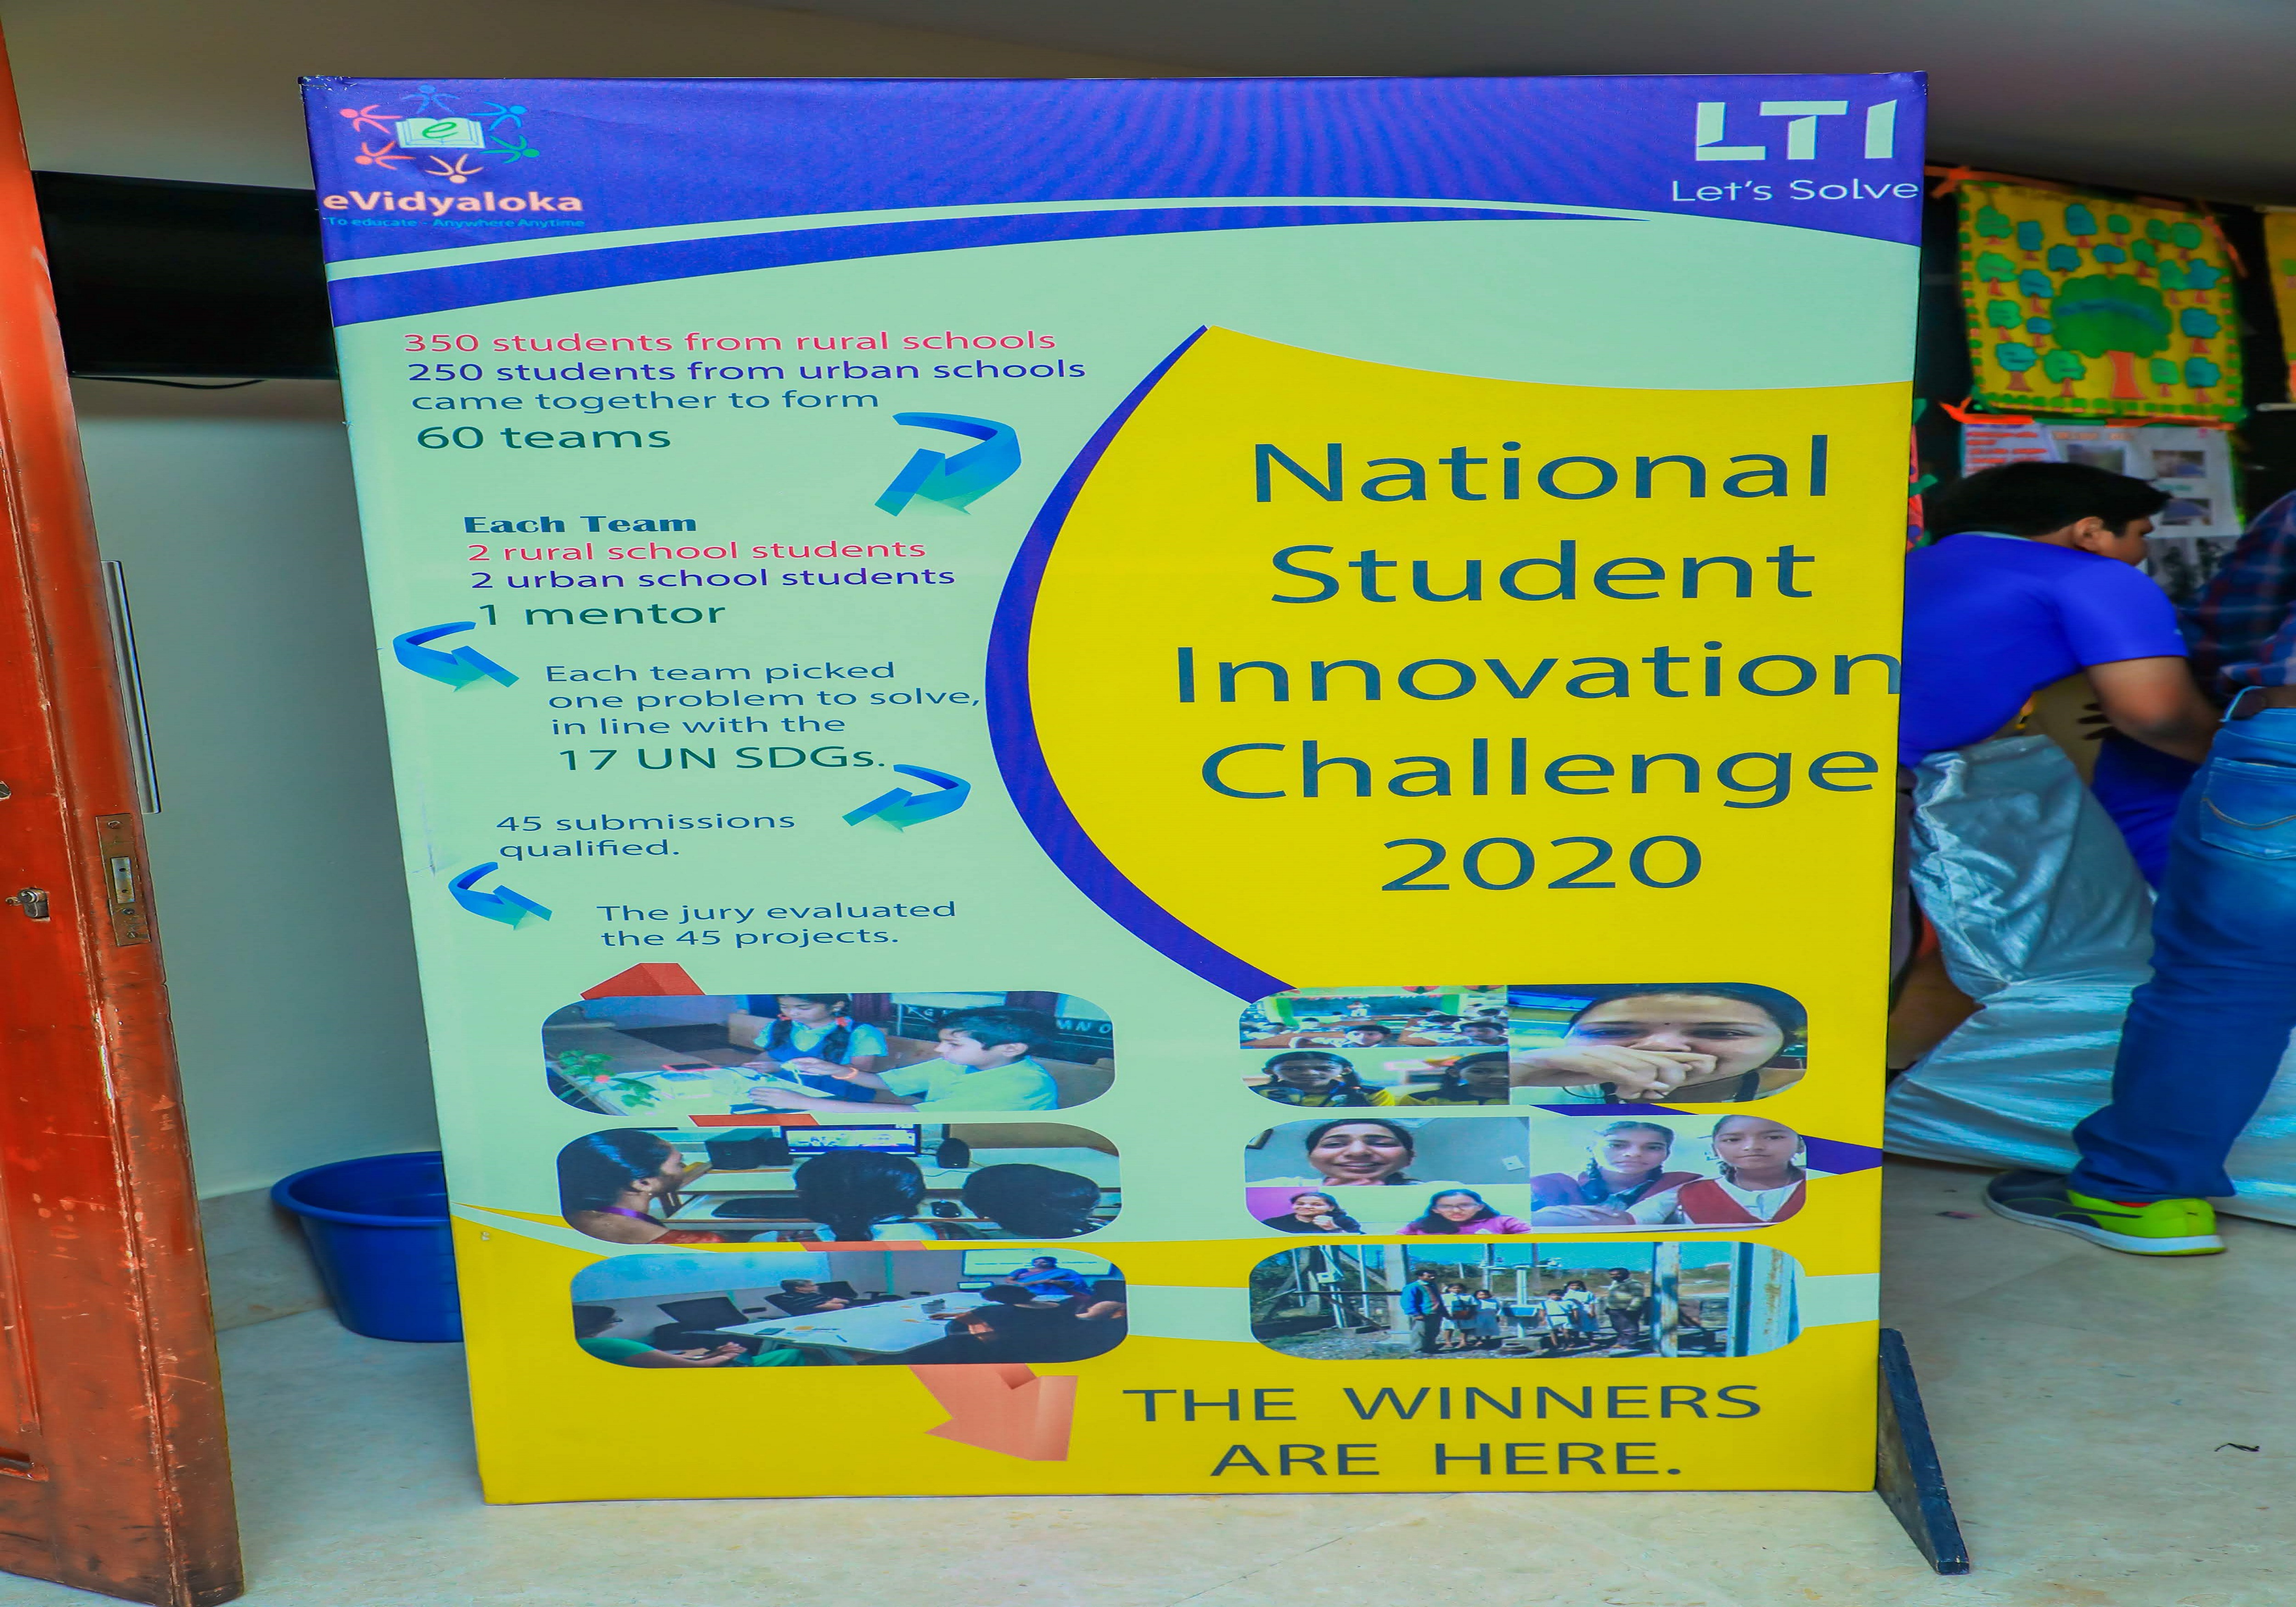 eVidyaloka
To educate - Anywhere Anytime
LTI
Let's Solve
350 students from rural schools
250 students from urban schools
came together to form
60 teams
Each Team
2 rural school students
2 urban school students
1 mentor
Each team picked
one problem to solve,
in line with the
17 UN SDGs.
45 submissions
qualified.
The jury evaluated
the 45 projects.
National
Student
Innovation
Challenge
2020
THE WINNERS
ARE HERE.